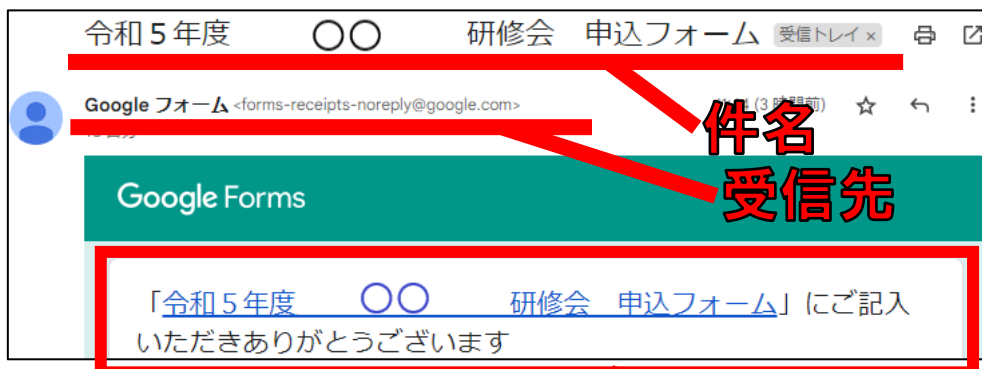 令和５年度　〇〇　研修会　申込フォーム 受信トレイ ×
Google フォーム <forms-receipts-noreply@google.com>
件名
受信先
Google Forms
「令和５年度　〇〇　研修会　申込フォーム」にご記入
いただきありがとうございます